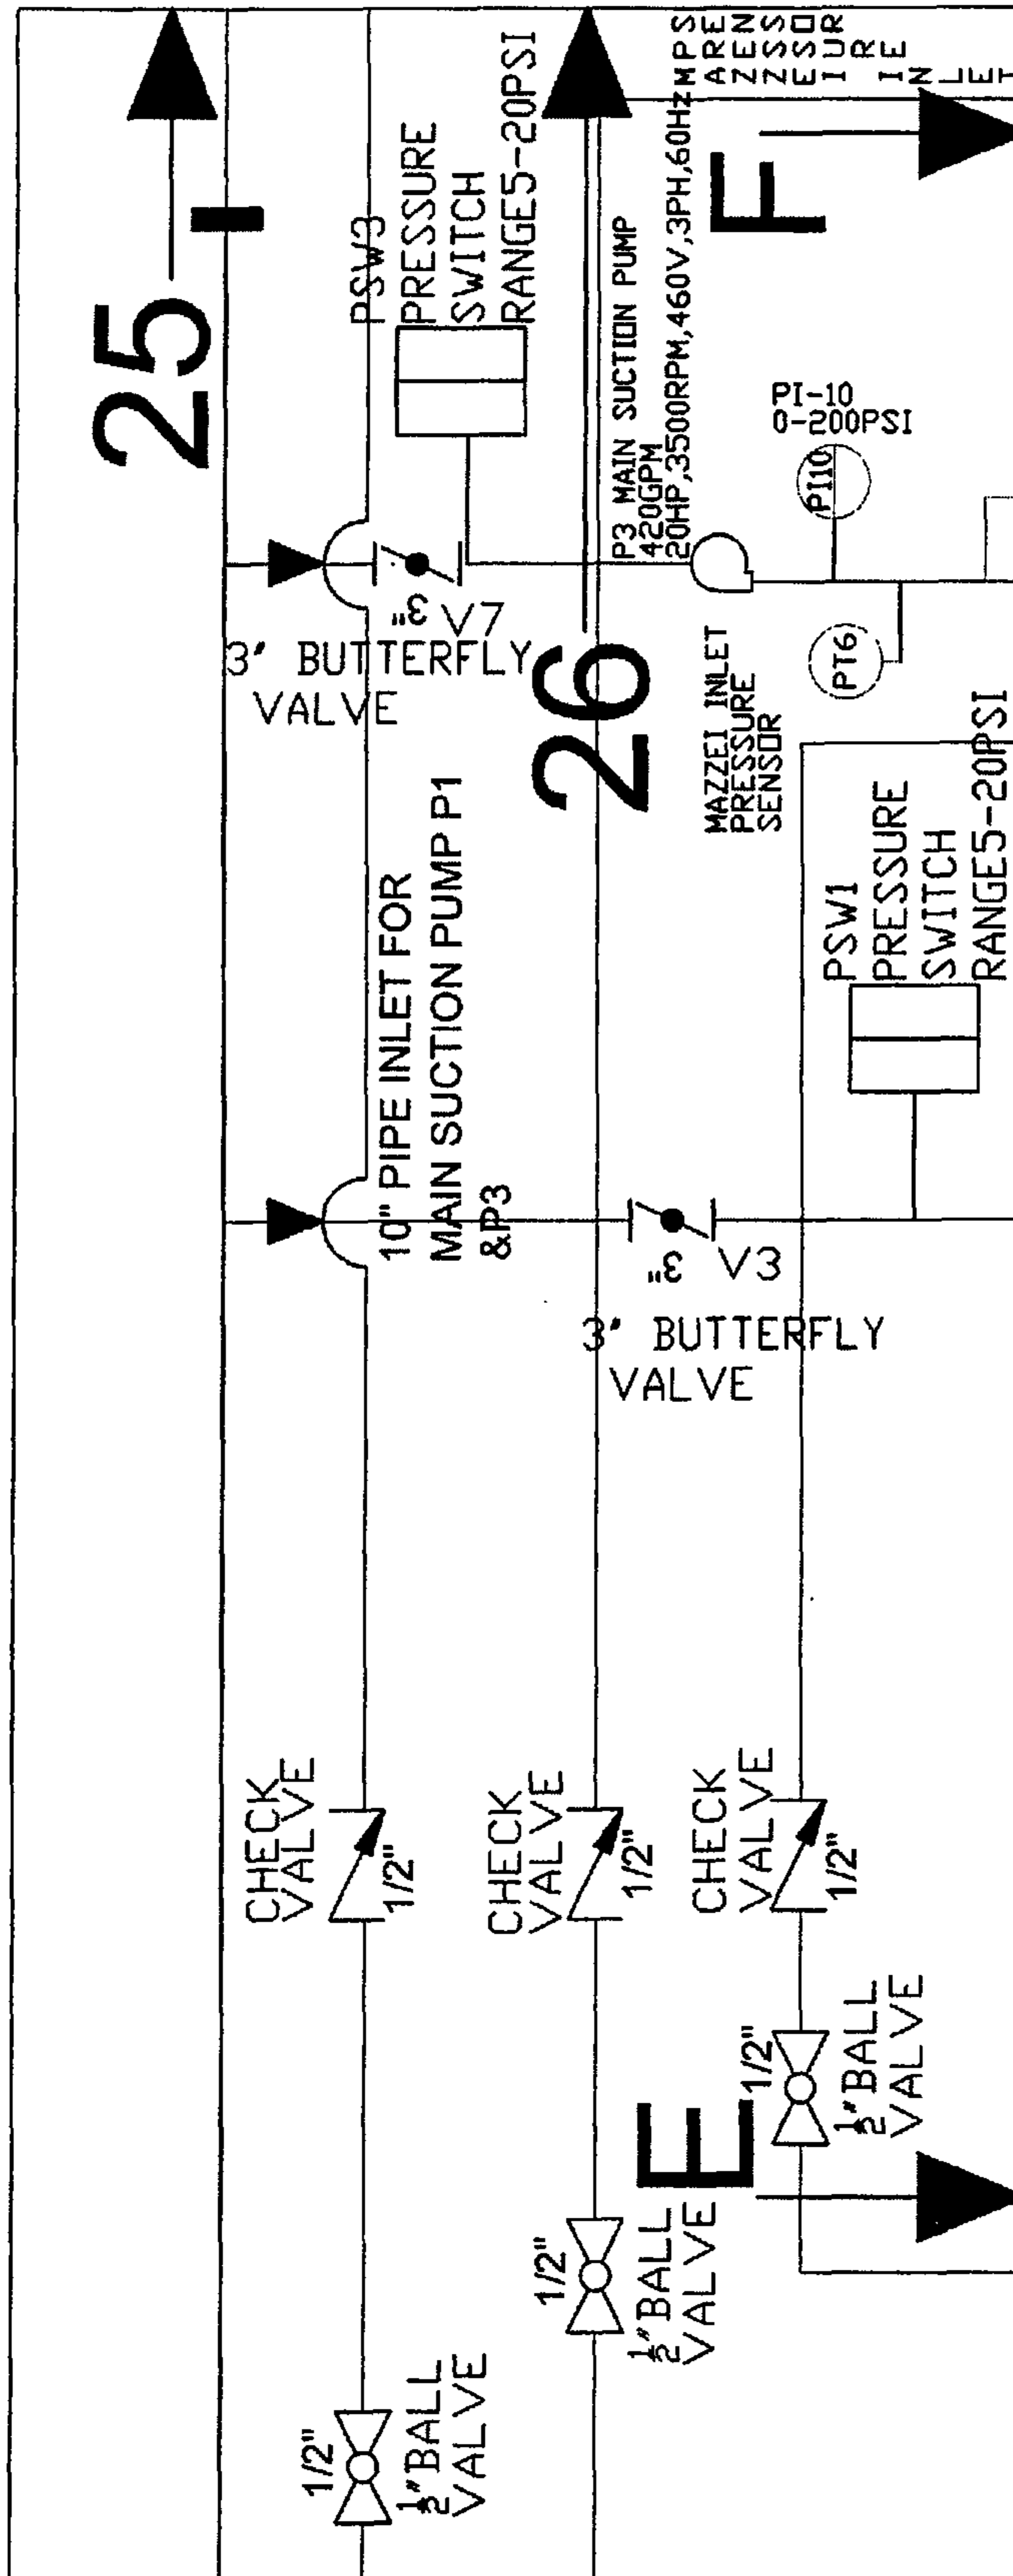 25
I
PSW3
PRESSURE
SWITCH
RANGE5-20PSI
3"
V7
3" BUTTERFLY
VALVE
26
P3 MAIN SUCTION PUMP
420GPM
20HP,3500RPM,460V,3PH,60Hz
MAZZEI
PRESSURE
SENSOR
INLET
F
PI-10
0-200PSI
PI10
PT6
MAZZEI INLET
PRESSURE
SENSOR
10" PIPE INLET FOR
MAIN SUCTION PUMP P1
&P3
PSW1
PRESSURE
SWITCH
RANGE5-20PSI
3"
V3
3" BUTTERFLY
VALVE
CHECK
VALVE
1/2"
CHECK
VALVE
1/2"
CHECK
VALVE
1/2"
E
1/2"
½"BALL
VALVE
1/2"
½"BALL
VALVE
1/2"
½"BALL
VALVE